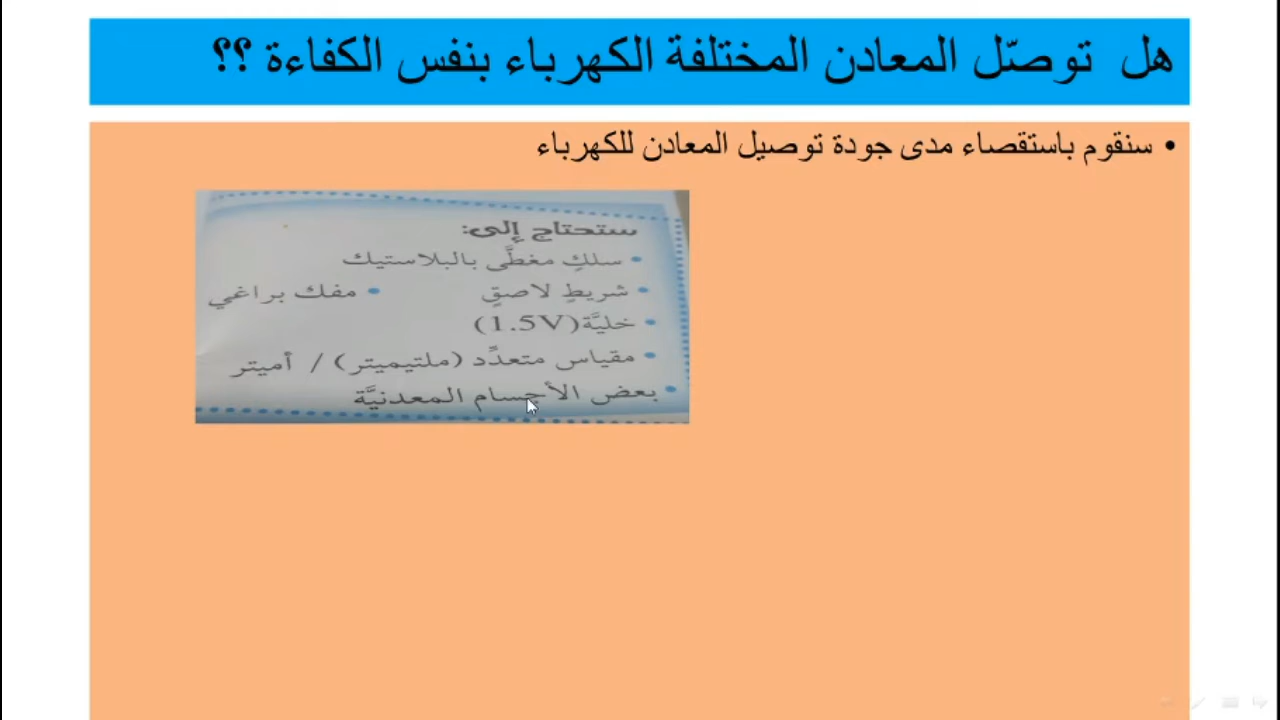 هل توصّل المعادن المختلفة الكهرباء بنفس الكفاءة ؟؟
• سنقوم باستقصاء مدى جودة توصيل المعادن للكهرباء
ستحتاج إلى:
• سلكِ مغطَّى بالبلاستيك
• شريطٍ لاصقٍ • مفك براغي
• خليَّة (1.5V)
• مقياس متعدِّد (ملتيميتر) / أميتر
• بعض الأجسام المعدنيَّة